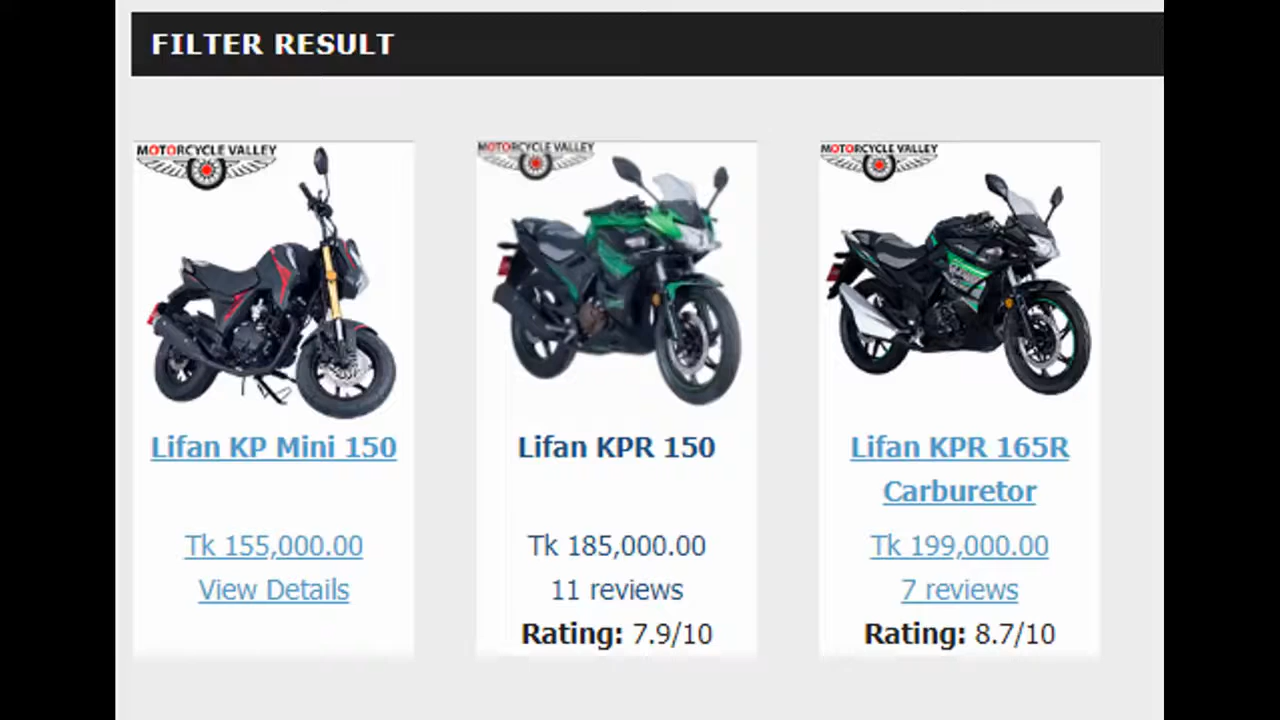 FILTER RESULT
MOTORCYCLE VALLEY
MOTORCYCLE VALLEY
MOTORCYCLE VALLEY
Lifan KP Mini 150
Tk 155,000.00
View Details
Lifan KPR 150
Tk 185,000.00
11 reviews
Rating: 7.9/10
Lifan KPR 165R
Carburetor
Tk 199,000.00
7 reviews
Rating: 8.7/10